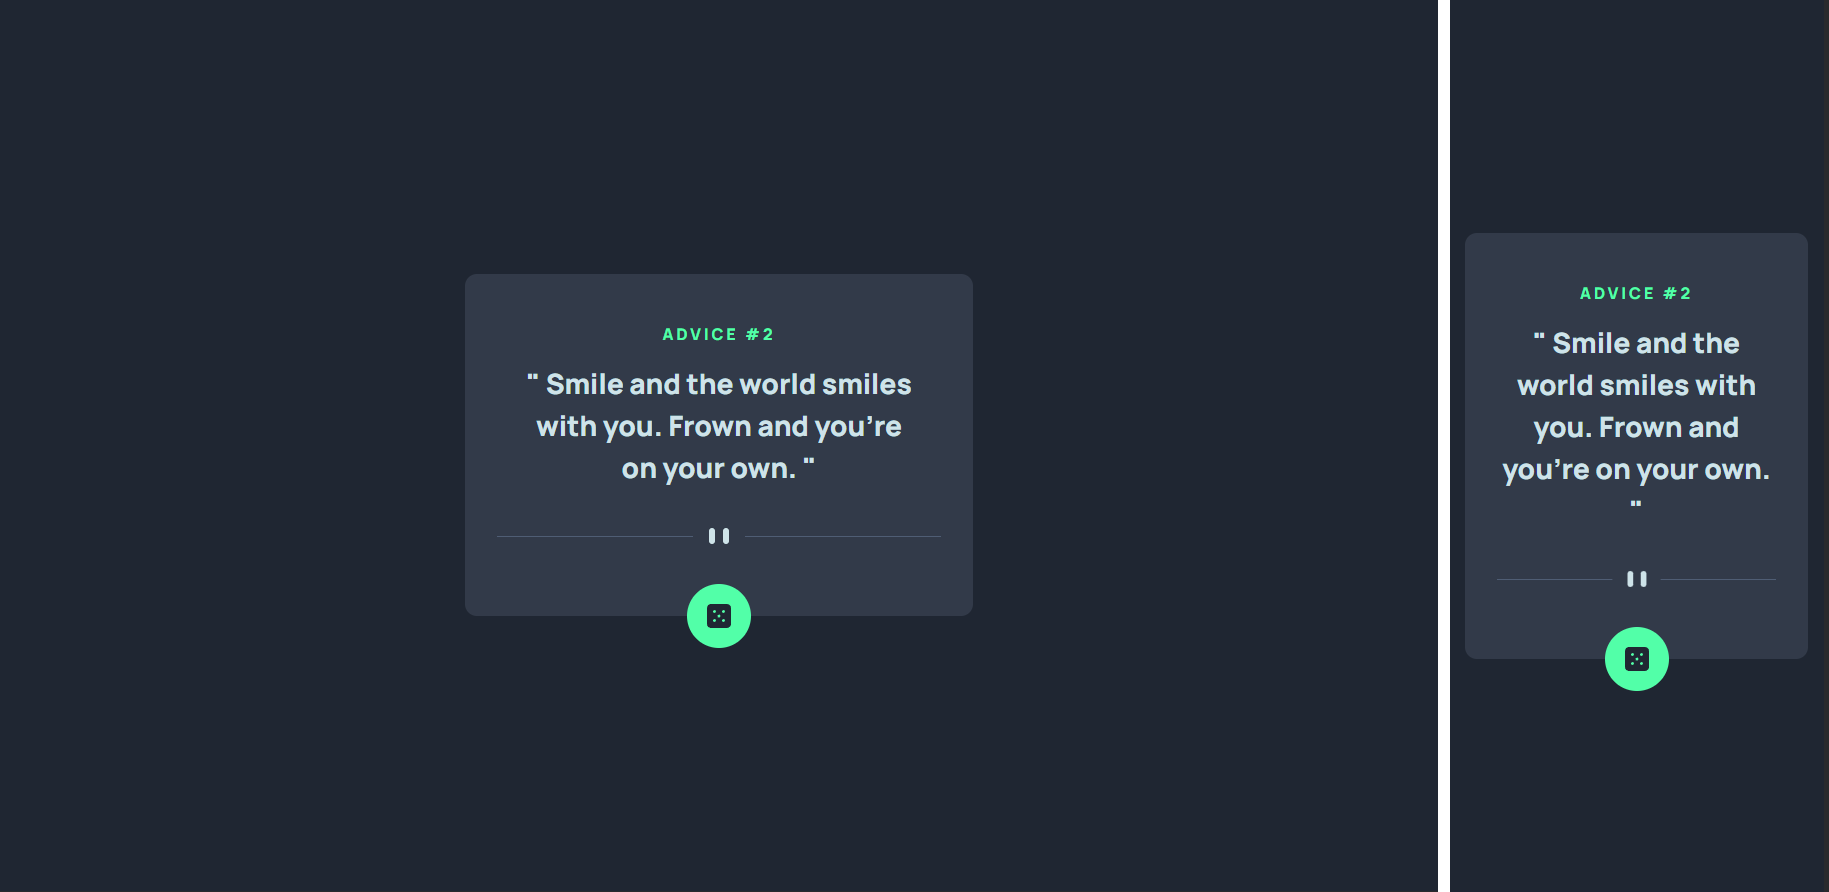 ADVICE #2
" Smile and the world smiles
with you. Frown and you're
on your own. "
ADVICE #2
" Smile and the
world smiles with
you. Frown and
you're on your own.
"